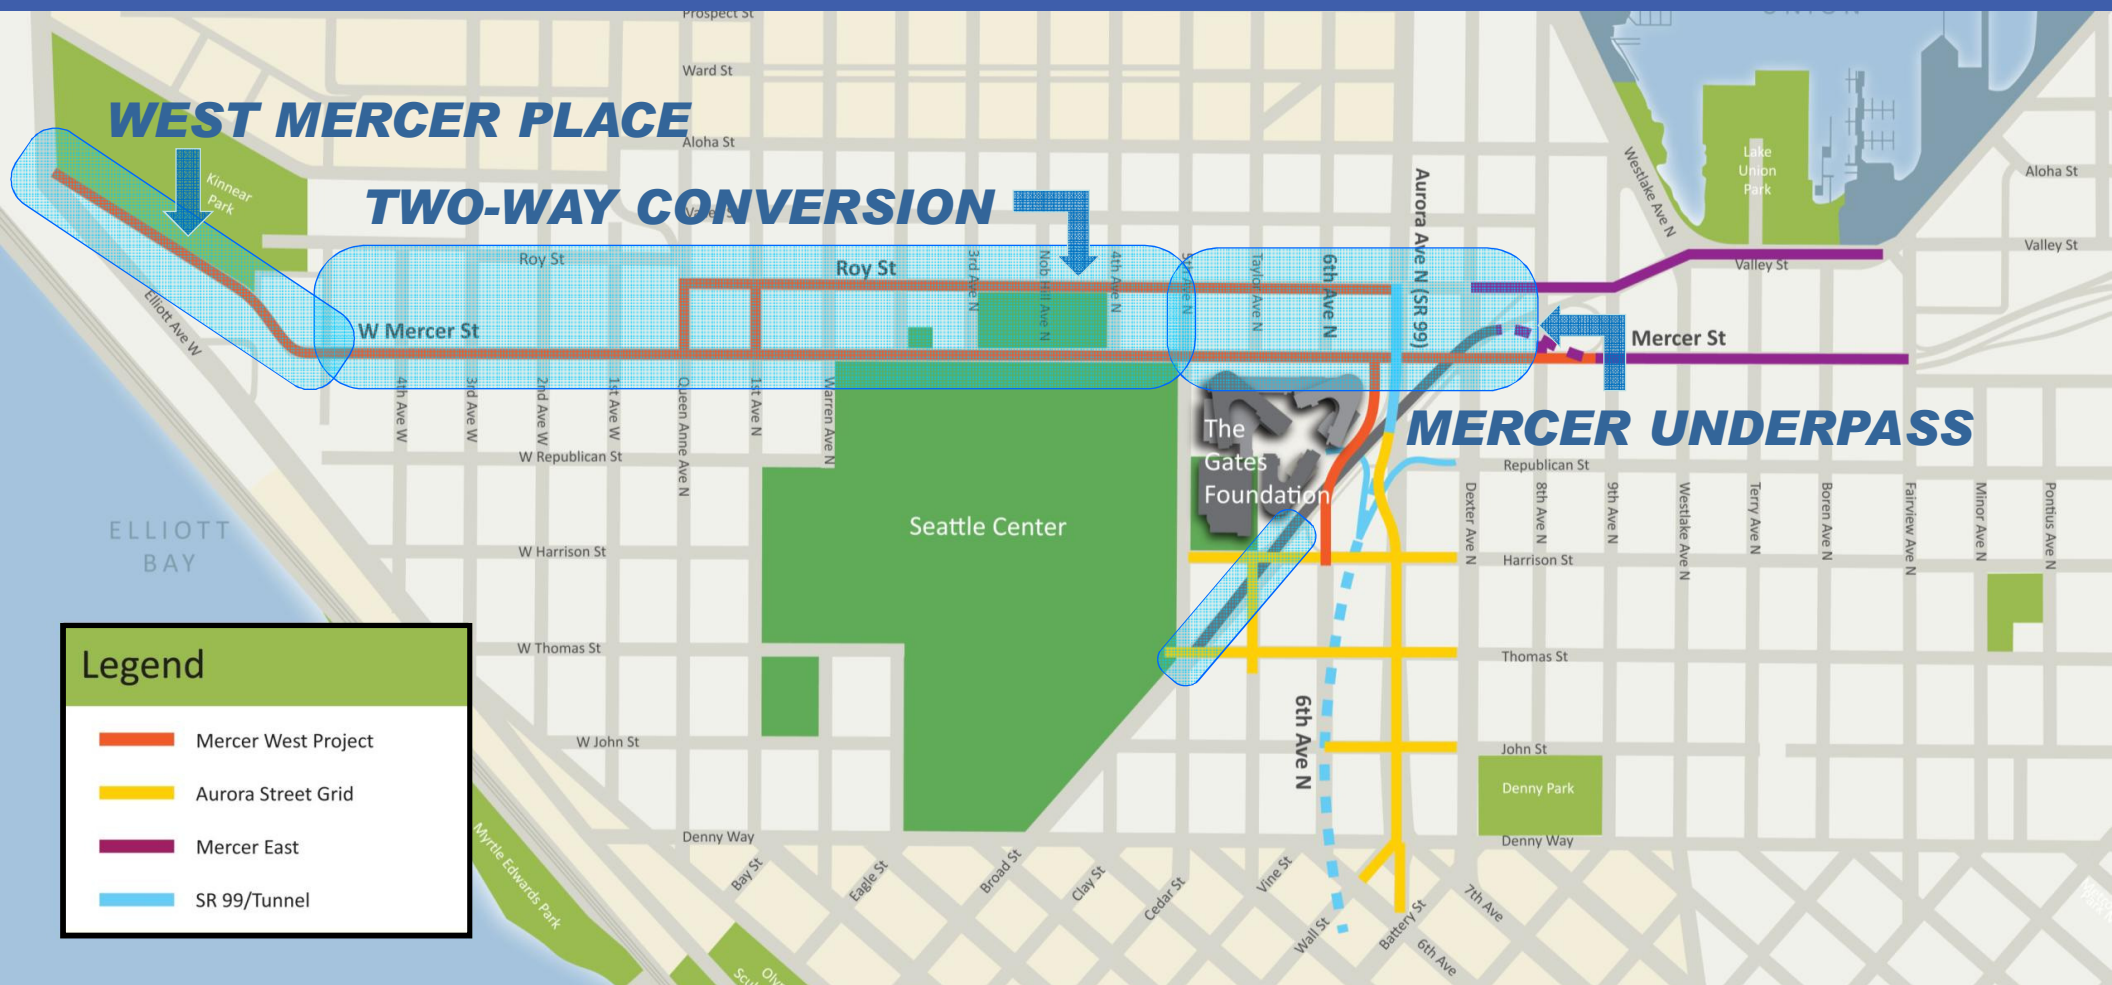 Prospect St
UNION
Ward St
WEST MERCER PLACE
Aloha St
Kinnear
Park
TWO-WAY CONVERSION
Westlake Ave N
Lake
Union
Park
Aloha St
Valley St
Valley St
Roy St
Roy St
3rd Ave N
Nob Hill Ave N
4th Ave N
5th Ave N
Taylor Ave N
6th Ave N
Aurora Ave N (SR 99)
Elliott Ave W
W Mercer St
Mercer St
MERCER UNDERPASS
4th Ave W
3rd Ave W
2nd Ave W
1st Ave W
Queen Anne Ave N
1st Ave N
Warren Ave N
The
Gates
Foundation
W Republican St
Republican St
Dexter Ave N
8th Ave N
9th Ave N
Westlake Ave N
Terry Ave N
Boren Ave N
Fairview Ave N
Minor Ave N
Pontius Ave N
ELLIOTT
BAY
Seattle Center
W Harrison St
Harrison St
W Thomas St
Thomas St
6th Ave N
W John St
John St
Denny Park
Denny Way
Denny Way
Legend
Mercer West Project
Aurora Street Grid
Mercer East
SR 99/Tunnel
Myrtle Edwards Park
Bay St
Eagle St
Broad St
Clay St
Cedar St
Vine St
Wall St
Battery St
6th Ave
7th Ave